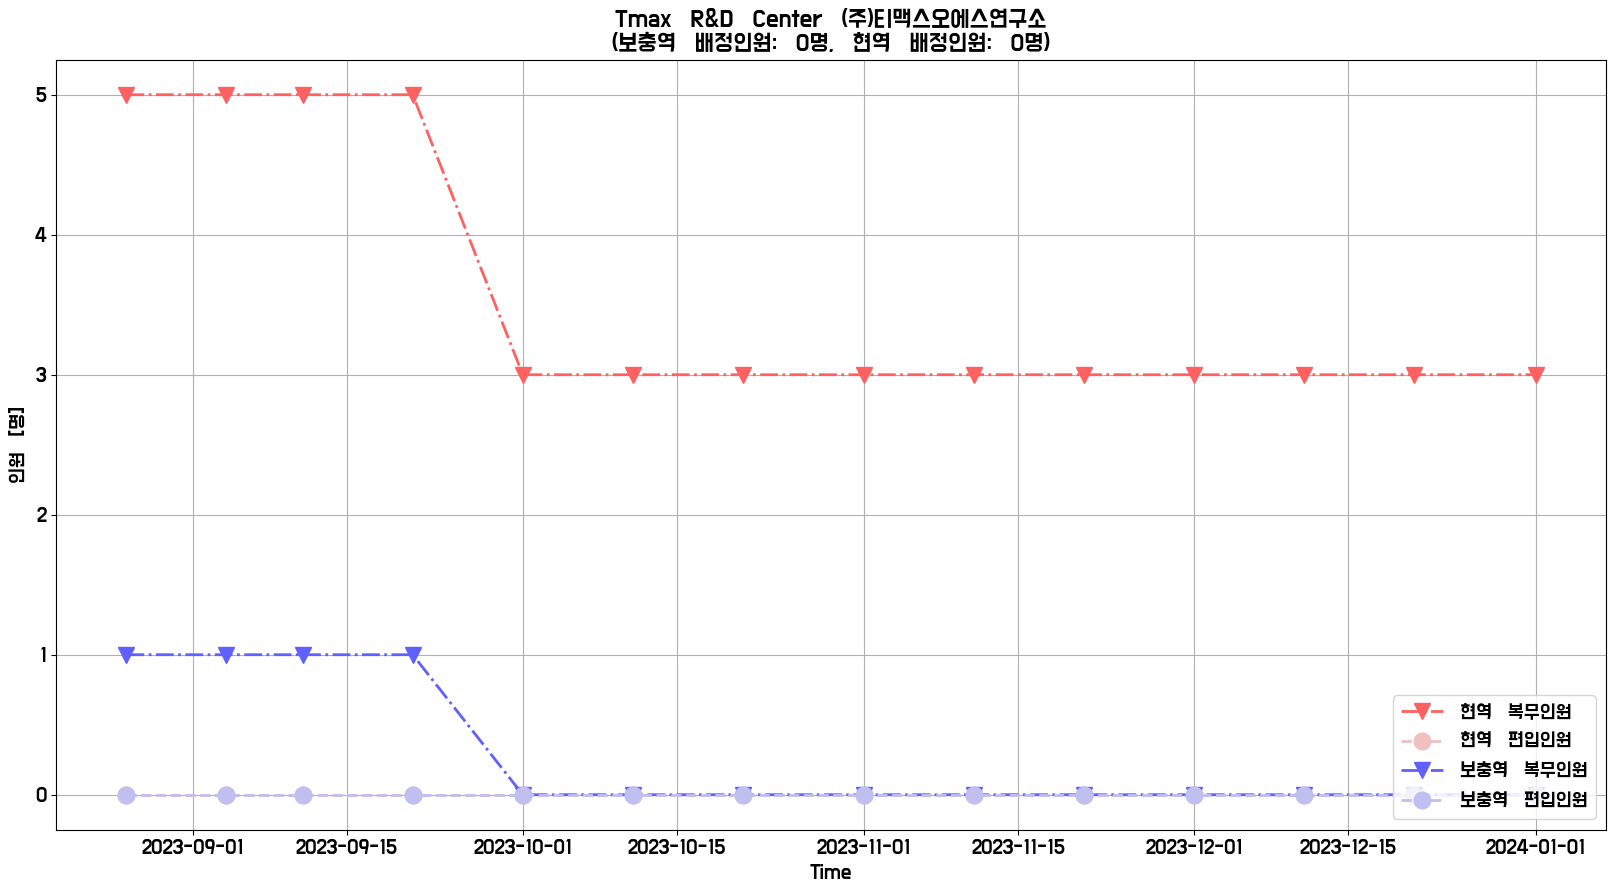 Tmax R&D Center (주)티맥스오에스연구소
(보충역 배정인원: 0명, 현역 배정인원: 0명)
5
4
3
2
1
0
인원 [명]
현역 복무인원
현역 편입인원
보충역 복무인원
보충역 편입인원
2023-09-01 2023-09-15 2023-10-01 2023-10-15 2023-11-01 2023-11-15 2023-12-01 2023-12-15 2024-01-01
Time